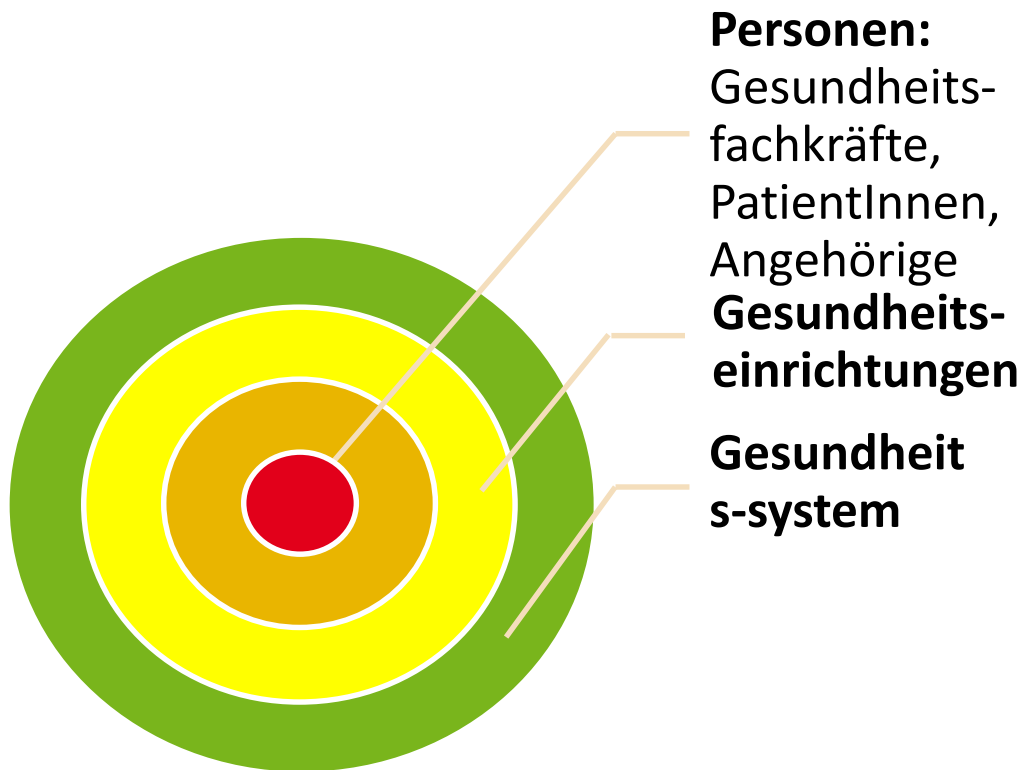 Personen:
Gesundheits-
fachkräfte,
PatientInnen,
Angehörige
Gesundheits-
einrichtungen
Gesundheit
s-system